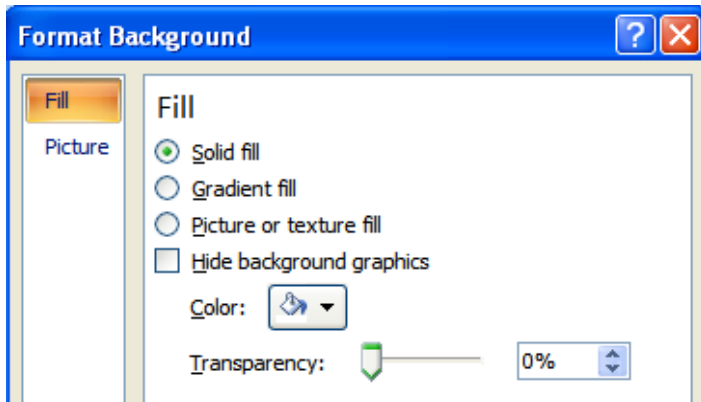 Format Background ?
Fill
Picture
Fill
Solid fill
Gradient fill
Picture or texture fill
Hide background graphics
Color:
Transparency: 0%